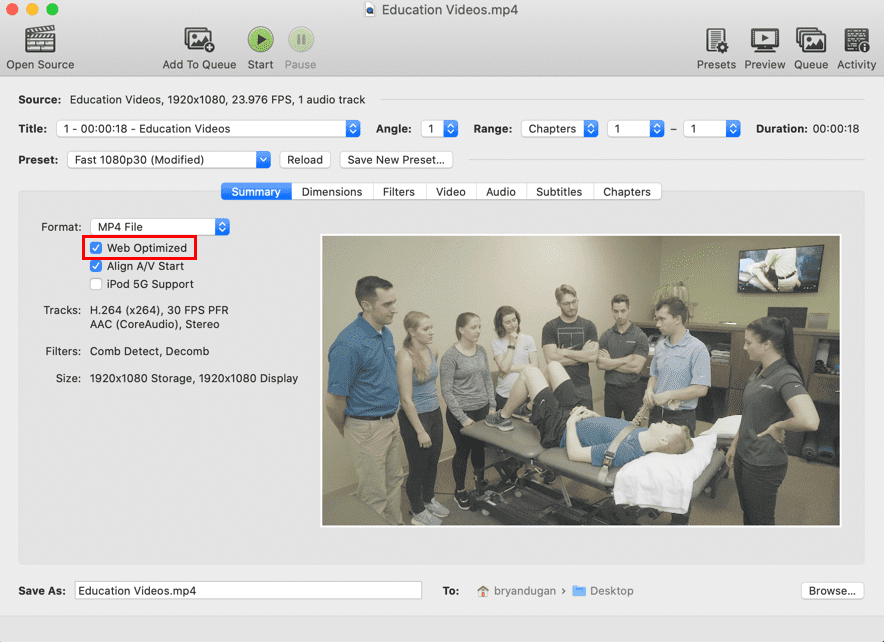 Education Videos.mp4
Open Source
Add To Queue
Start
Pause
Presets
Preview
Queue
Activity
Source: Education Videos, 1920x1080, 23.976 FPS, 1 audio track
Title: 1 - 00:00:18 - Education Videos Angle: 1 Range: Chapters 1 – 1 Duration: 00:00:18
Preset: Fast 1080p30 (Modified) Reload Save New Preset...
Summary Dimensions Filters Video Audio Subtitles Chapters
Format: MP4 File
Web Optimized
Align A/V Start
iPod 5G Support
Tracks: H.264 (x264), 30 FPS PFR
AAC (CoreAudio), Stereo
Filters: Comb Detect, Decomb
Size: 1920x1080 Storage, 1920x1080 Display
Save As: Education Videos.mp4 To: bryandugan › Desktop Browse...